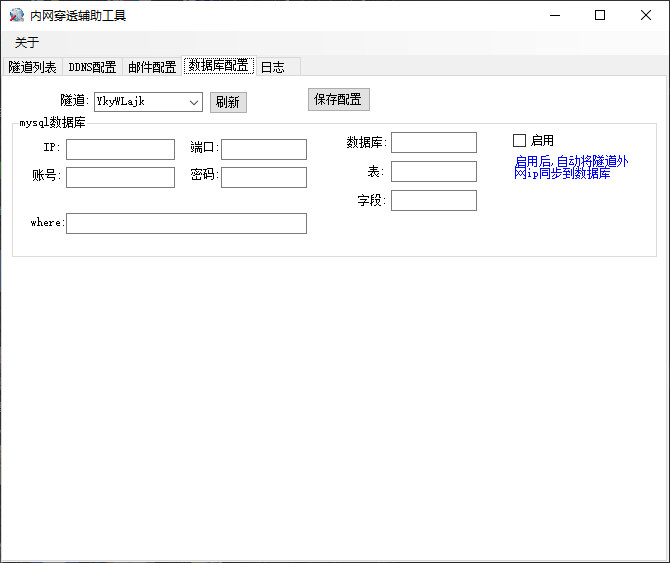 内网穿透辅助工具
关于
隧道列表 DDNS配置 邮件配置 数据库配置 日志
隧道: YkyWLajk 刷新 保存配置
mysql数据库
IP: 端口: 数据库: 启用
账号: 密码: 表: 启用后,自动将隧道外
网ip同步到数据库
字段:
where: